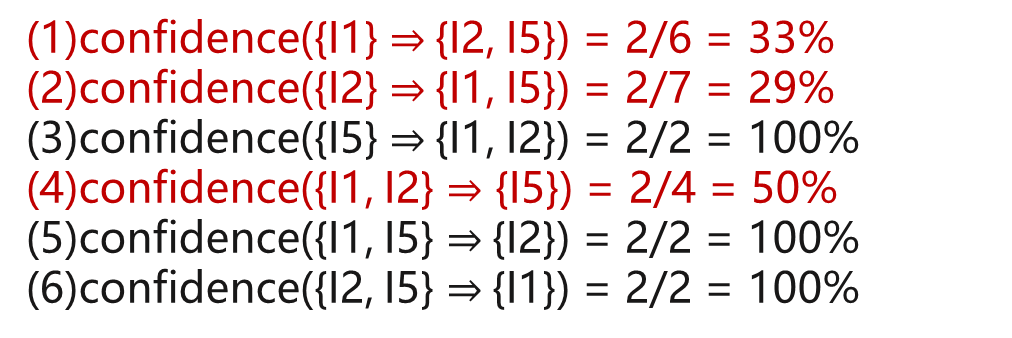 (1)confidence({I1} ⇒ {I2, I5}) = 2/6 = 33%
(2)confidence({I2} ⇒ {I1, I5}) = 2/7 = 29%
(3)confidence({I5} ⇒ {I1, I2}) = 2/2 = 100%
(4)confidence({I1, I2} ⇒ {I5}) = 2/4 = 50%
(5)confidence({I1, I5} ⇒ {I2}) = 2/2 = 100%
(6)confidence({I2, I5} ⇒ {I1}) = 2/2 = 100%